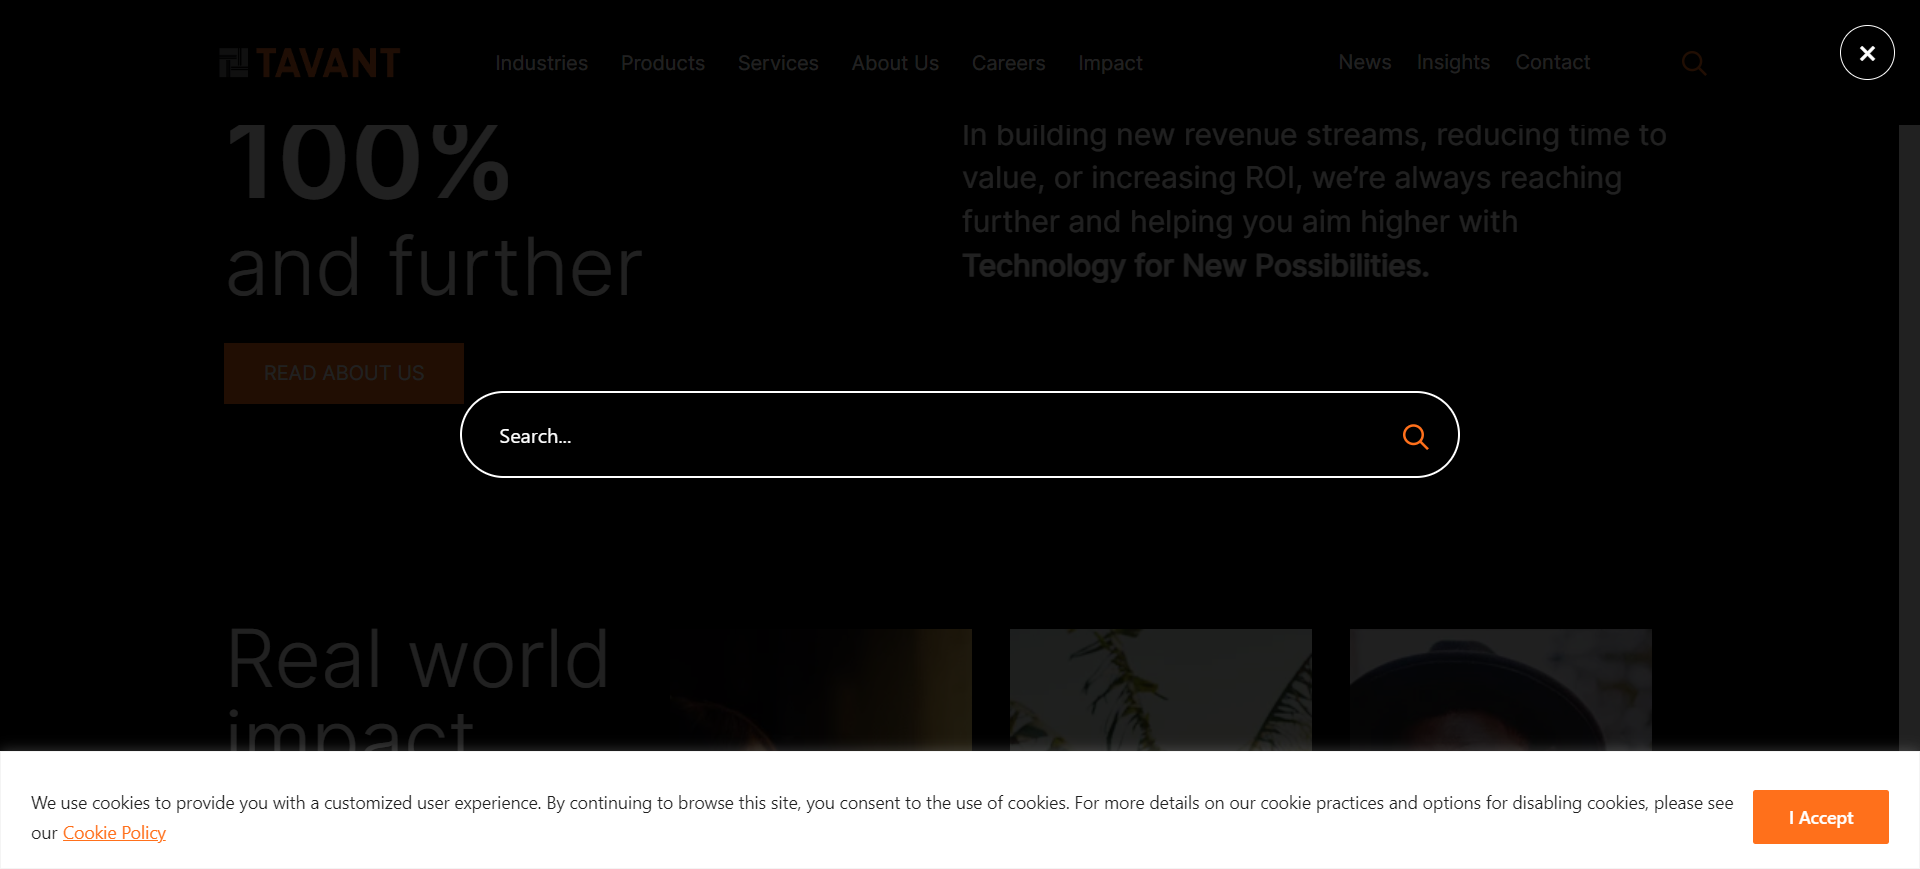 TAVANT
Industries Products Services About Us Careers Impact News Insights Contact
100%
and further
READ ABOUT US
In building new revenue streams, reducing time to
value, or increasing ROI, we’re always reaching
further and helping you aim higher with
Technology for New Possibilities.
Search...
Real world
impact
We use cookies to provide you with a customized user experience. By continuing to browse this site, you consent to the use of cookies. For more details on our cookie practices and options for disabling cookies, please see
our Cookie Policy
I Accept